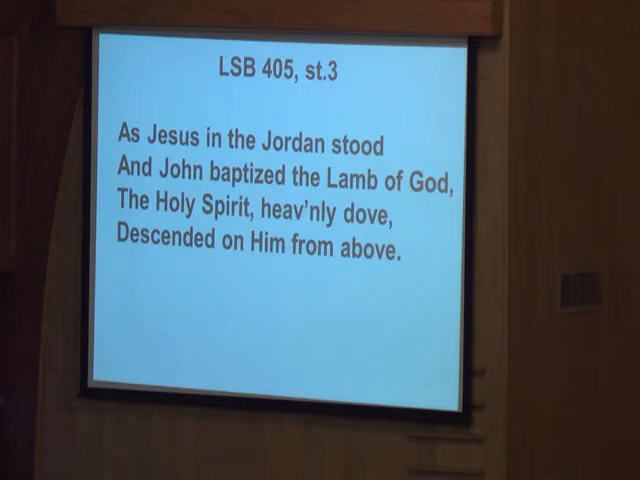 LSB 405, st.3
As Jesus in the Jordan stood
And John baptized the Lamb of God,
The Holy Spirit, heav'nly dove,
Descended on Him from above.